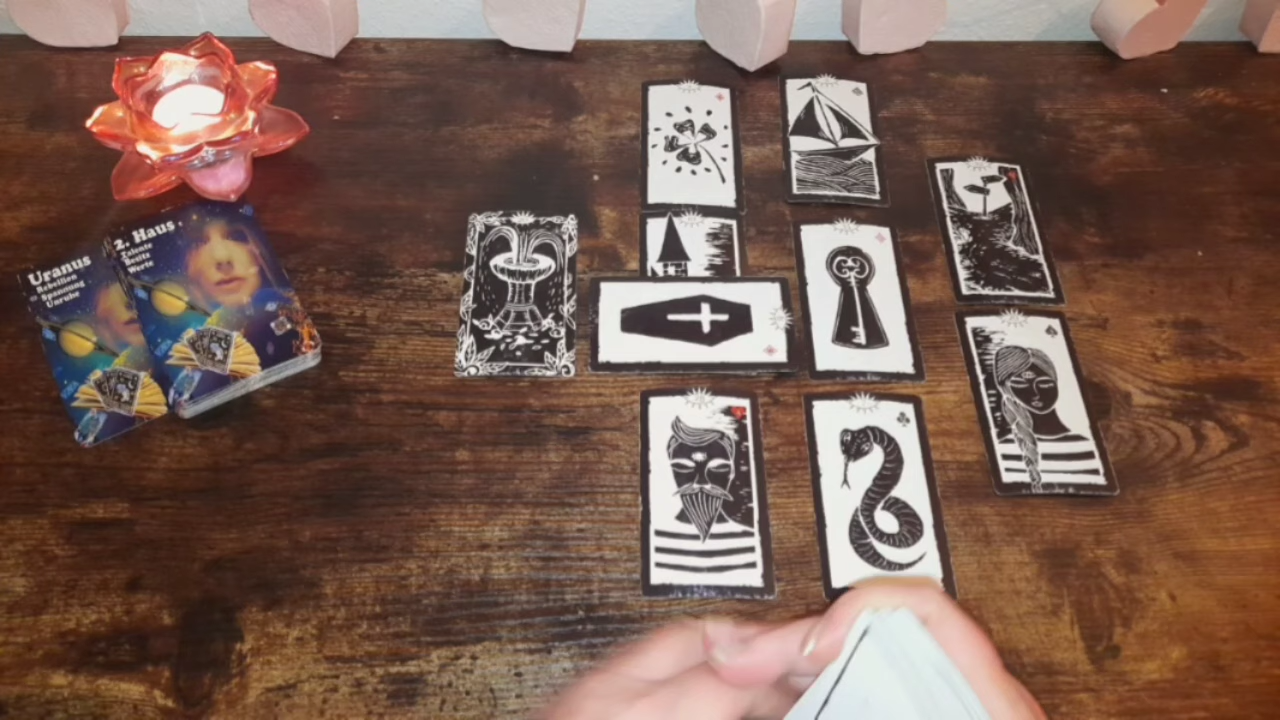 Uranus
Rebellion
Spannung
Unruhe
2. Haus
Talente
Besitz
Werte